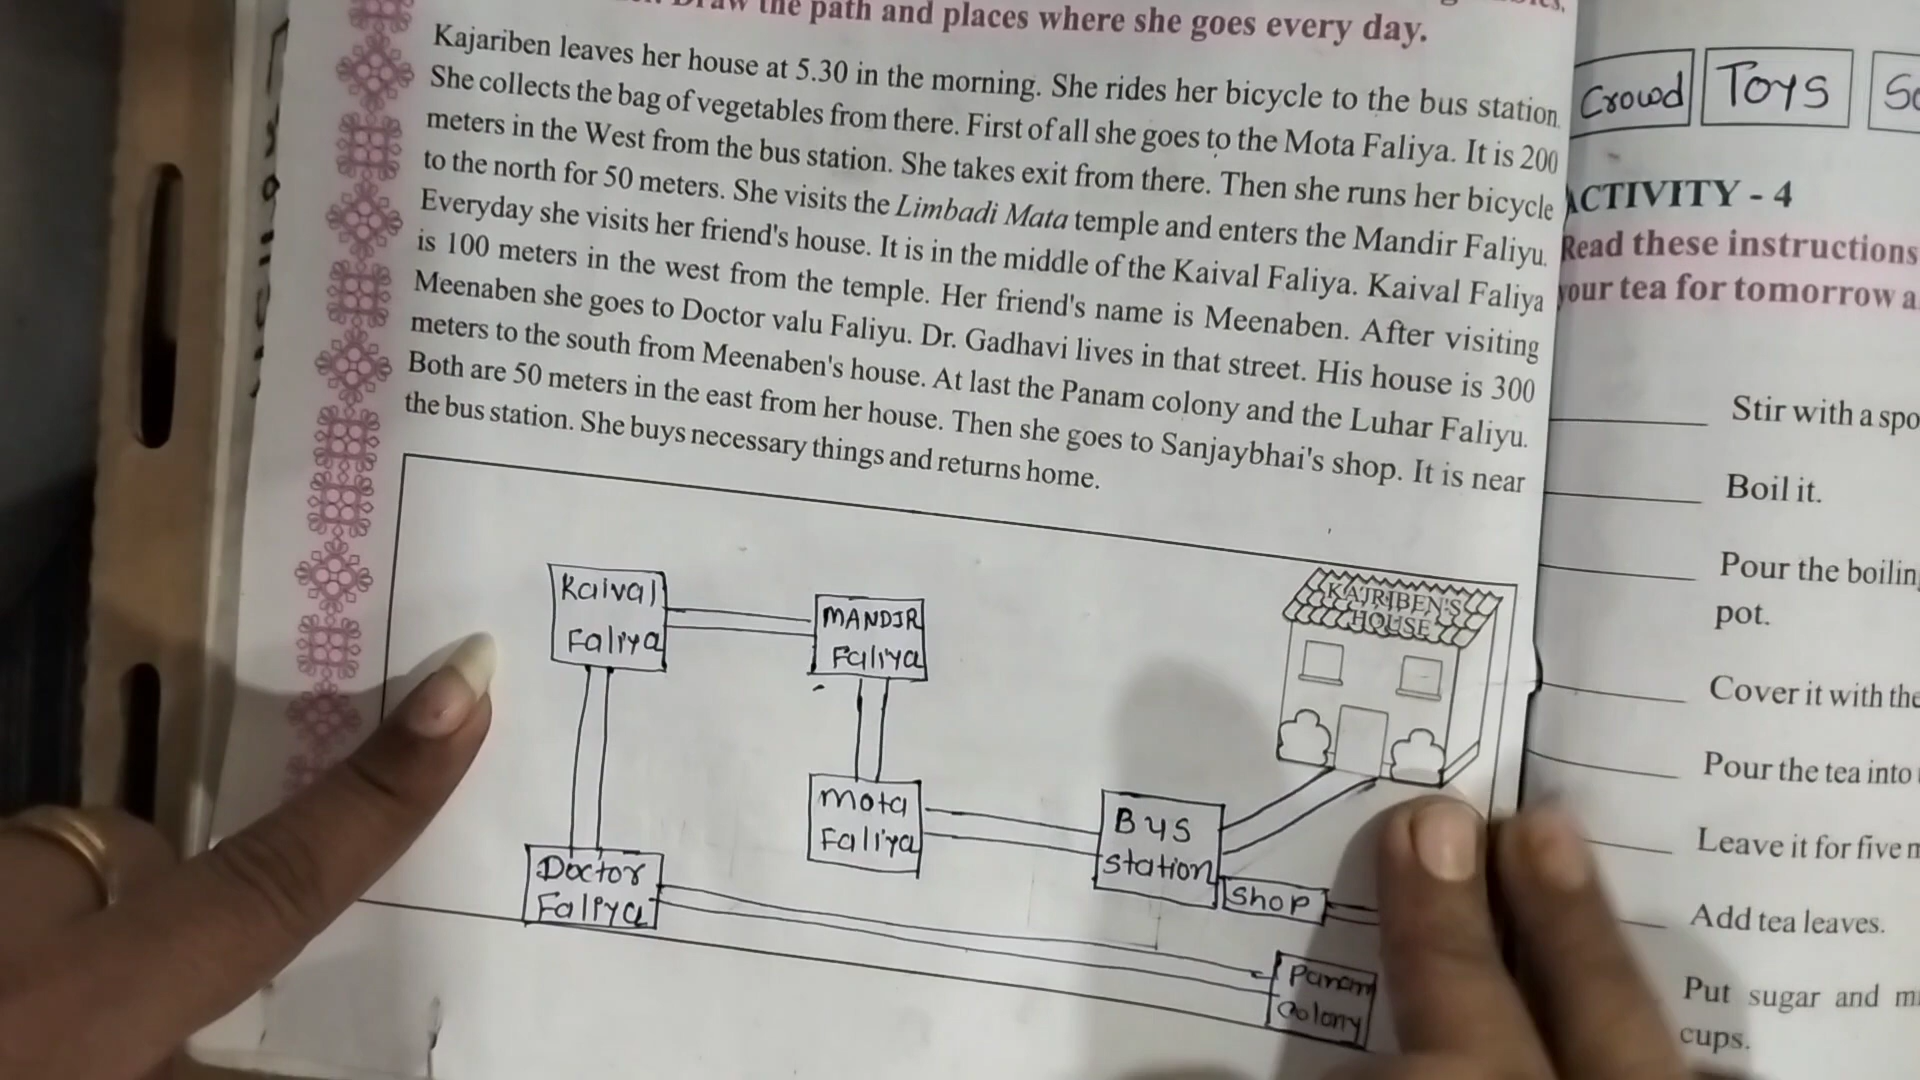 Draw the path and places where she goes every day.
Kajariben leaves her house at 5.30 in the morning. She rides her bicycle to the bus station.
She collects the bag of vegetables from there. First of all she goes to the Mota Faliya. It is 200
meters in the West from the bus station. She takes exit from there. Then she runs her bicycle
to the north for 50 meters. She visits the Limbadi Mata temple and enters the Mandir Faliyu.
Everyday she visits her friend's house. It is in the middle of the Kaival Faliya. Kaival Faliya
is 100 meters in the west from the temple. Her friend's name is Meenaben. After visiting
Meenaben she goes to Doctor valu Faliyu. Dr. Gadhavi lives in that street. His house is 300
meters to the south from Meenaben's house. At last the Panam colony and the Luhar Faliyu.
Both are 50 meters in the east from her house. Then she goes to Sanjaybhai's shop. It is near
the bus station. She buys necessary things and returns home.
Kaival
Faliya
MANDIR
Faliya
KAJRIBEN'S
HOUSE
Mota
Faliya
Bus
station
Doctor
Faliya
Shop
Panam
Colony
Crowd
Toys
ACTIVITY - 4
Read these instructions
your tea for tomorrow
Stir with a
Boil it.
Pour the
pot.
Cover it with
Pour the tea into
Leave it for five
Add tea leaves.
Put sugar and
cups.